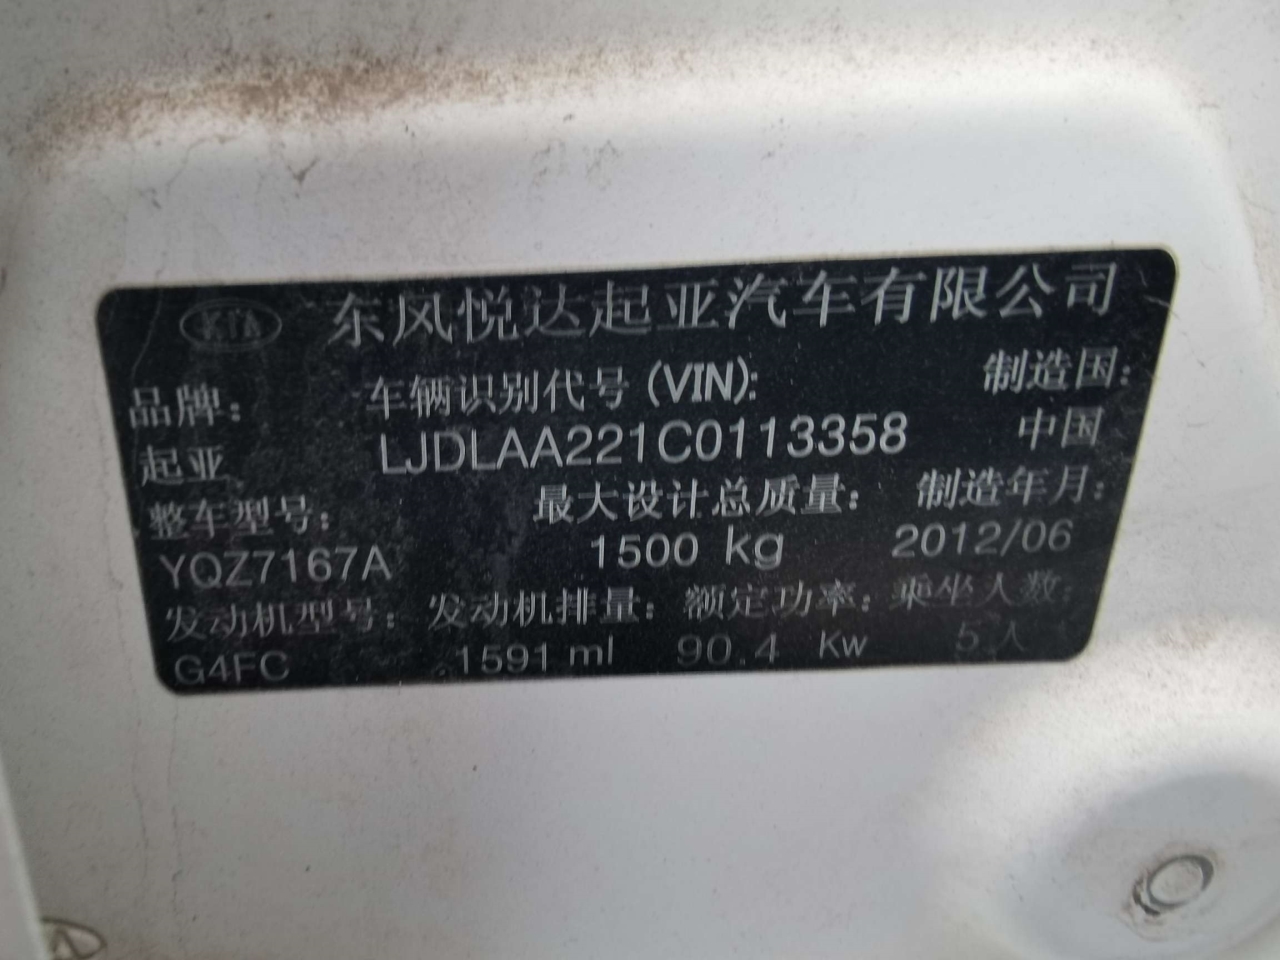 KIA 东风悦达起亚汽车有限公司
品牌： 车辆识别代号 (VIN): 制造国：
起亚 LJDLAA221C0113358 中国
整车型号： 最大设计总质量： 制造年月：
YQZ7167A 1500 kg 2012/06
发动机型号： 发动机排量： 额定功率： 乘坐人数：
G4FC 1591 ml 90.4 Kw 5人